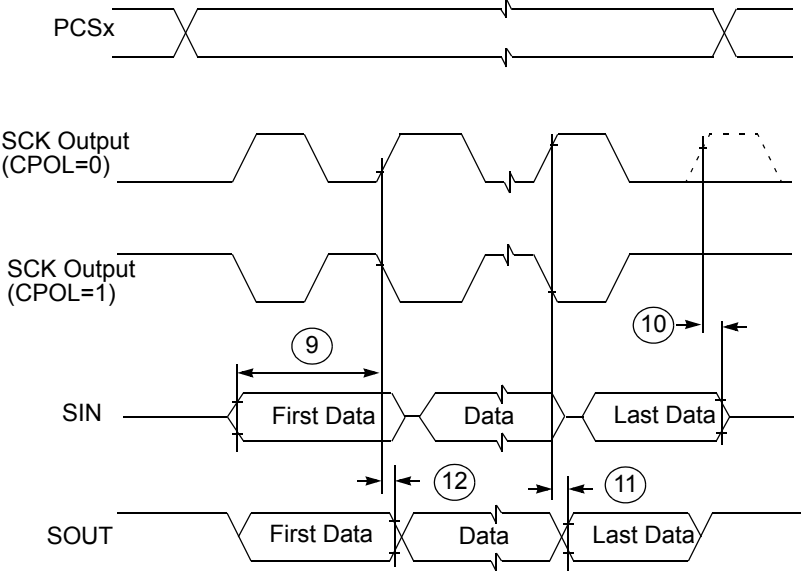 PCSx
SCK Output
(CPOL=0)
SCK Output
(CPOL=1)
10
9
SIN
First Data
Data
Last Data
12
11
SOUT
First Data
Data
Last Data